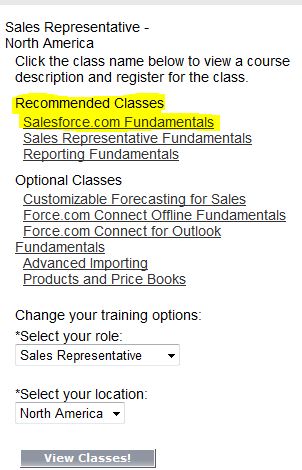 Sales Representative -
North America
Click the class name below to view a course
description and register for the class.
Recommended Classes
Salesforce.com Fundamentals
Sales Representative Fundamentals
Reporting Fundamentals
Optional Classes
Customizable Forecasting for Sales
Force.com Connect Offline Fundamentals
Force.com Connect for Outlook
Fundamentals
Advanced Importing
Products and Price Books
Change your training options:
*Select your role:
Sales Representative
*Select your location:
North America
View Classes!